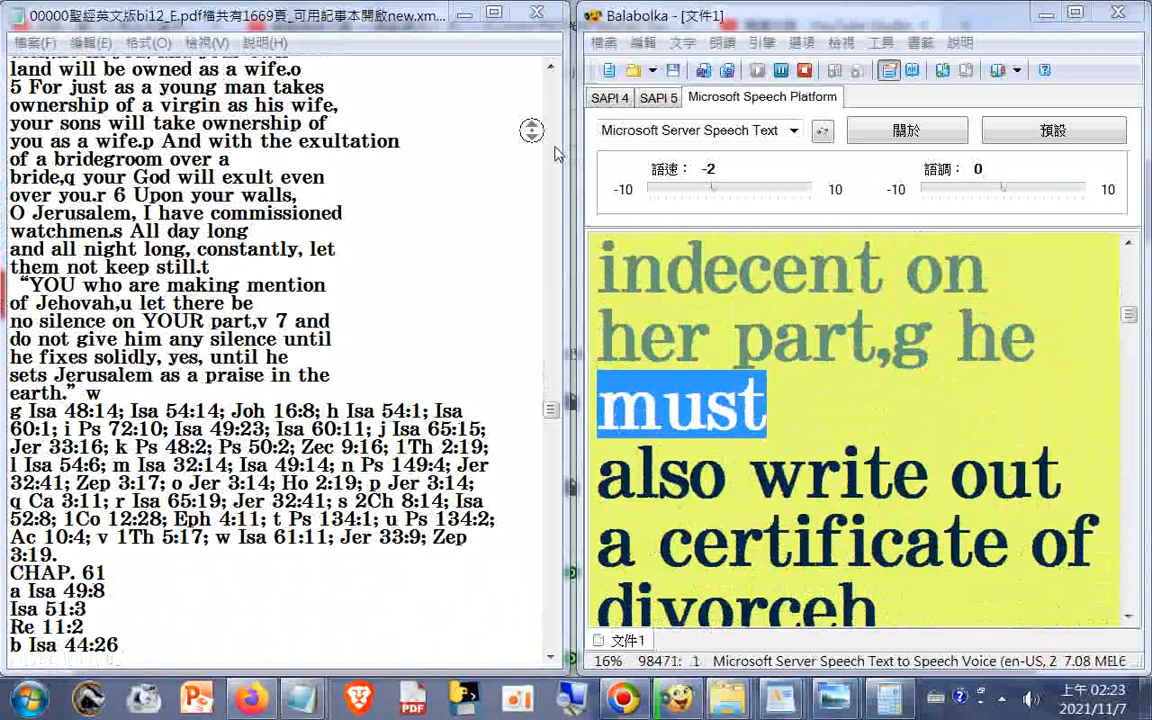 00000聖經英文版bi12_E.pdf檔共有1669頁_可用記事本開啟new.xm...
檔案(F) 編輯(E) 格式(O) 檢視(V) 說明(H)
land will be owned as a wife.o
5 For just as a young man takes
ownership of a virgin as his wife,
your sons will take ownership of
you as a wife.p And with the exultation
of a bridegroom over a
bride,q your God will exult even
over you.r 6 Upon your walls,
O Jerusalem, I have commissioned
watchmen.s All day long
and all night long, constantly, let
them not keep still.t
“YOU who are making mention
of Jehovah,u let there be
no silence on YOUR part,v 7 and
do not give him any silence until
he fixes solidly, yes, until he
sets Jerusalem as a praise in the
earth.” w
g Isa 48:14; Isa 54:14; Joh 16:8; h Isa 54:1; Isa
60:1; i Ps 72:10; Isa 49:23; Isa 60:11; j Isa 65:15;
Jer 33:16; k Ps 48:2; Ps 50:2; Zec 9:16; 1Th 2:19;
l Isa 54:6; m Isa 32:14; Isa 49:14; n Ps 149:4; Jer
32:41; Zep 3:17; o Jer 3:14; Ho 2:19; p Jer 3:14;
q Ca 3:11; r Isa 65:19; Jer 32:41; s 2Ch 8:14; Isa
52:8; 1Co 12:28; Eph 4:11; t Ps 134:1; u Ps 134:2;
Ac 10:4; v 1Th 5:17; w Isa 61:11; Jer 33:9; Zep
3:19.
CHAP. 61
a Isa 49:8
Isa 51:3
Re 11:2
b Isa 44:26
Balabolka - [文件1]
檔案 編輯 文字 朗讀 引擎 選項 檢視 工具 書籤 說明
SAPI 4 SAPI 5 Microsoft Speech Platform
Microsoft Server Speech Text 關於 預設
語速： -2 語調： 0
-10 10 -10 10
indecent on
her part,g he
must
also write out
a certificate of
divorceh
文件1
16% 98471: .1 Microsoft Server Speech Text to Speech Voice (en-US, 2 7.08 MЕ16
上午 02:23
2021/11/7